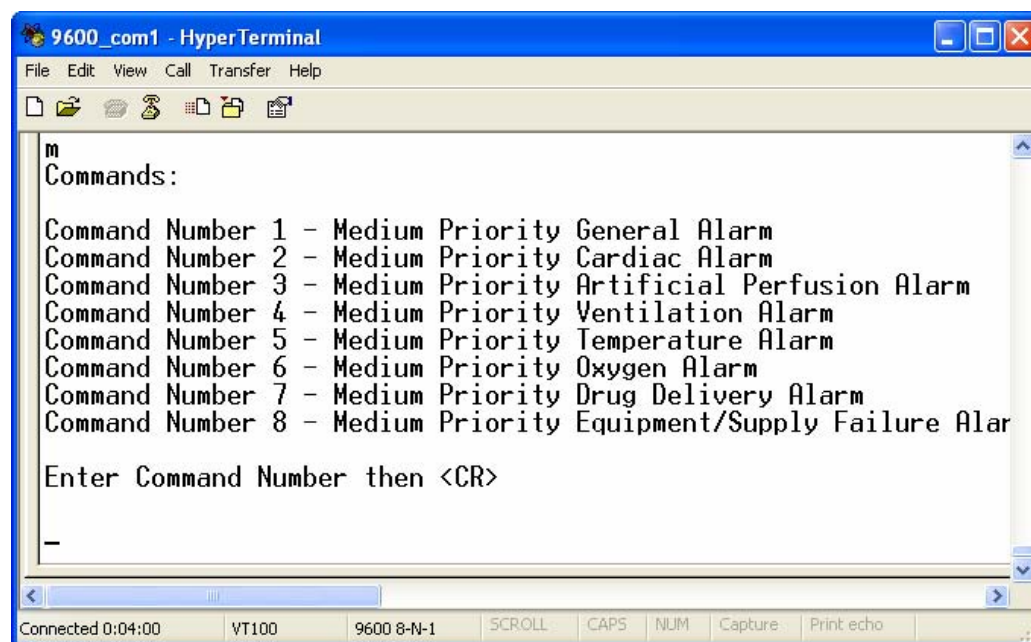 9600_com1 - HyperTerminal
File Edit View Call Transfer Help
m
Commands:
Command Number 1 - Medium Priority General Alarm
Command Number 2 - Medium Priority Cardiac Alarm
Command Number 3 - Medium Priority Artificial Perfusion Alarm
Command Number 4 - Medium Priority Ventilation Alarm
Command Number 5 - Medium Priority Temperature Alarm
Command Number 6 - Medium Priority Oxygen Alarm
Command Number 7 - Medium Priority Drug Delivery Alarm
Command Number 8 - Medium Priority Equipment/Supply Failure Alar
Enter Command Number then <CR>
_
Connected 0:04:00 VT100 9600 8-N-1 SCROLL CAPS NUM Capture Print echo